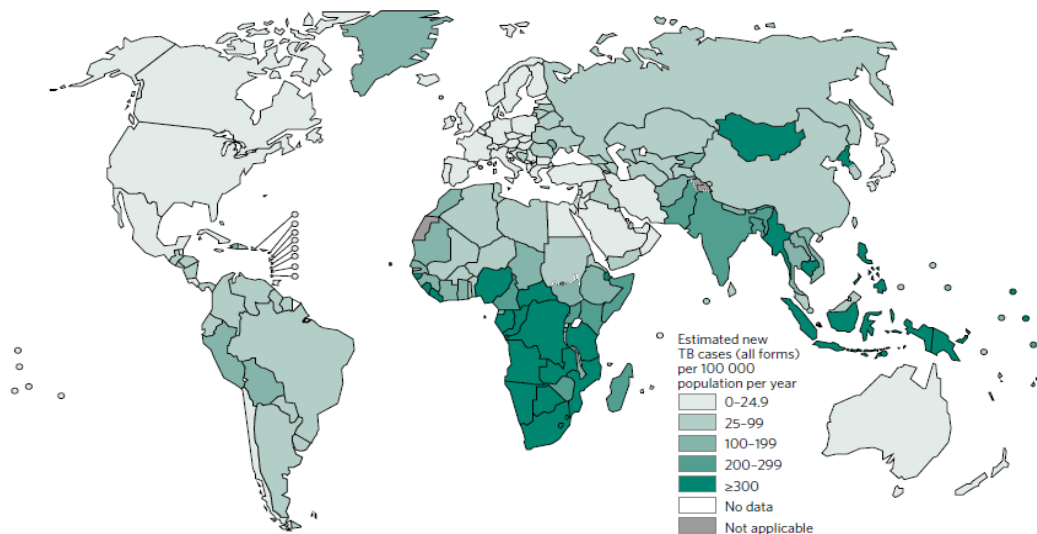 Estimated new
TB cases (all forms)
per 100 000
population per year
0–24.9
25–99
100–199
200–299
≥300
No data
Not applicable